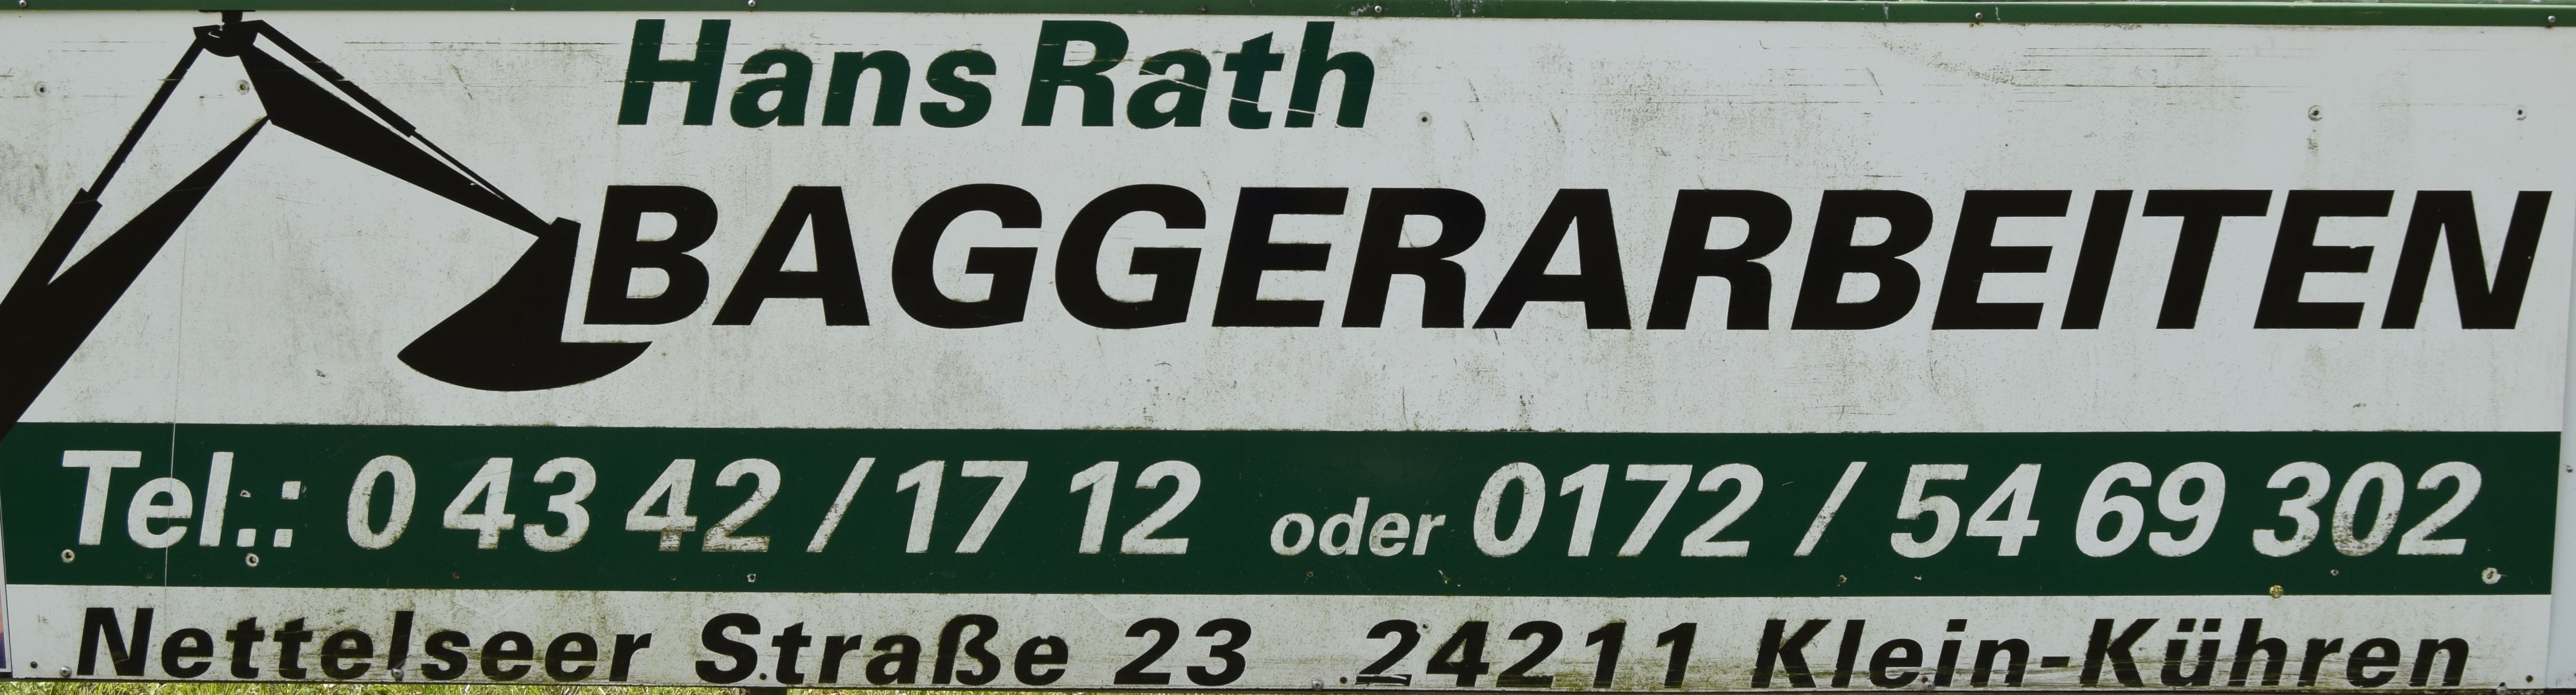 Hans Rath
BAGGERARBEITEN
Tel.: 0 43 42 / 17 12 oder 0172 / 54 69 302
Nettelseer Straße 23 24211 Klein-Kühren